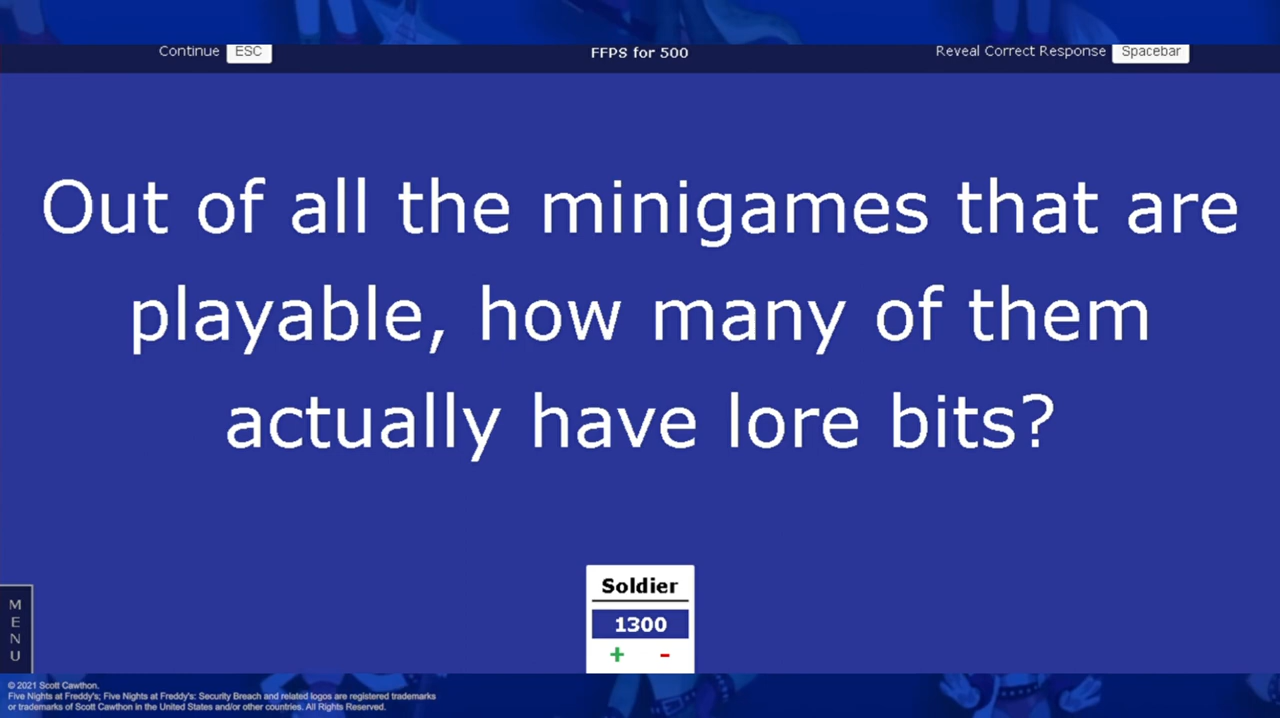 Continue ESC FFPS for 500 Reveal Correct Response Spacebar
Out of all the minigames that are
playable, how many of them
actually have lore bits?
Soldier
1300
+ -
MENU
© 2021 Scott Cawthon.
Five Nights at Freddy's; Five Nights at Freddy's: Security Breach and related logos are registered trademarks
or trademarks of Scott Cawthon in the United States and/or other countries. All Rights Reserved.